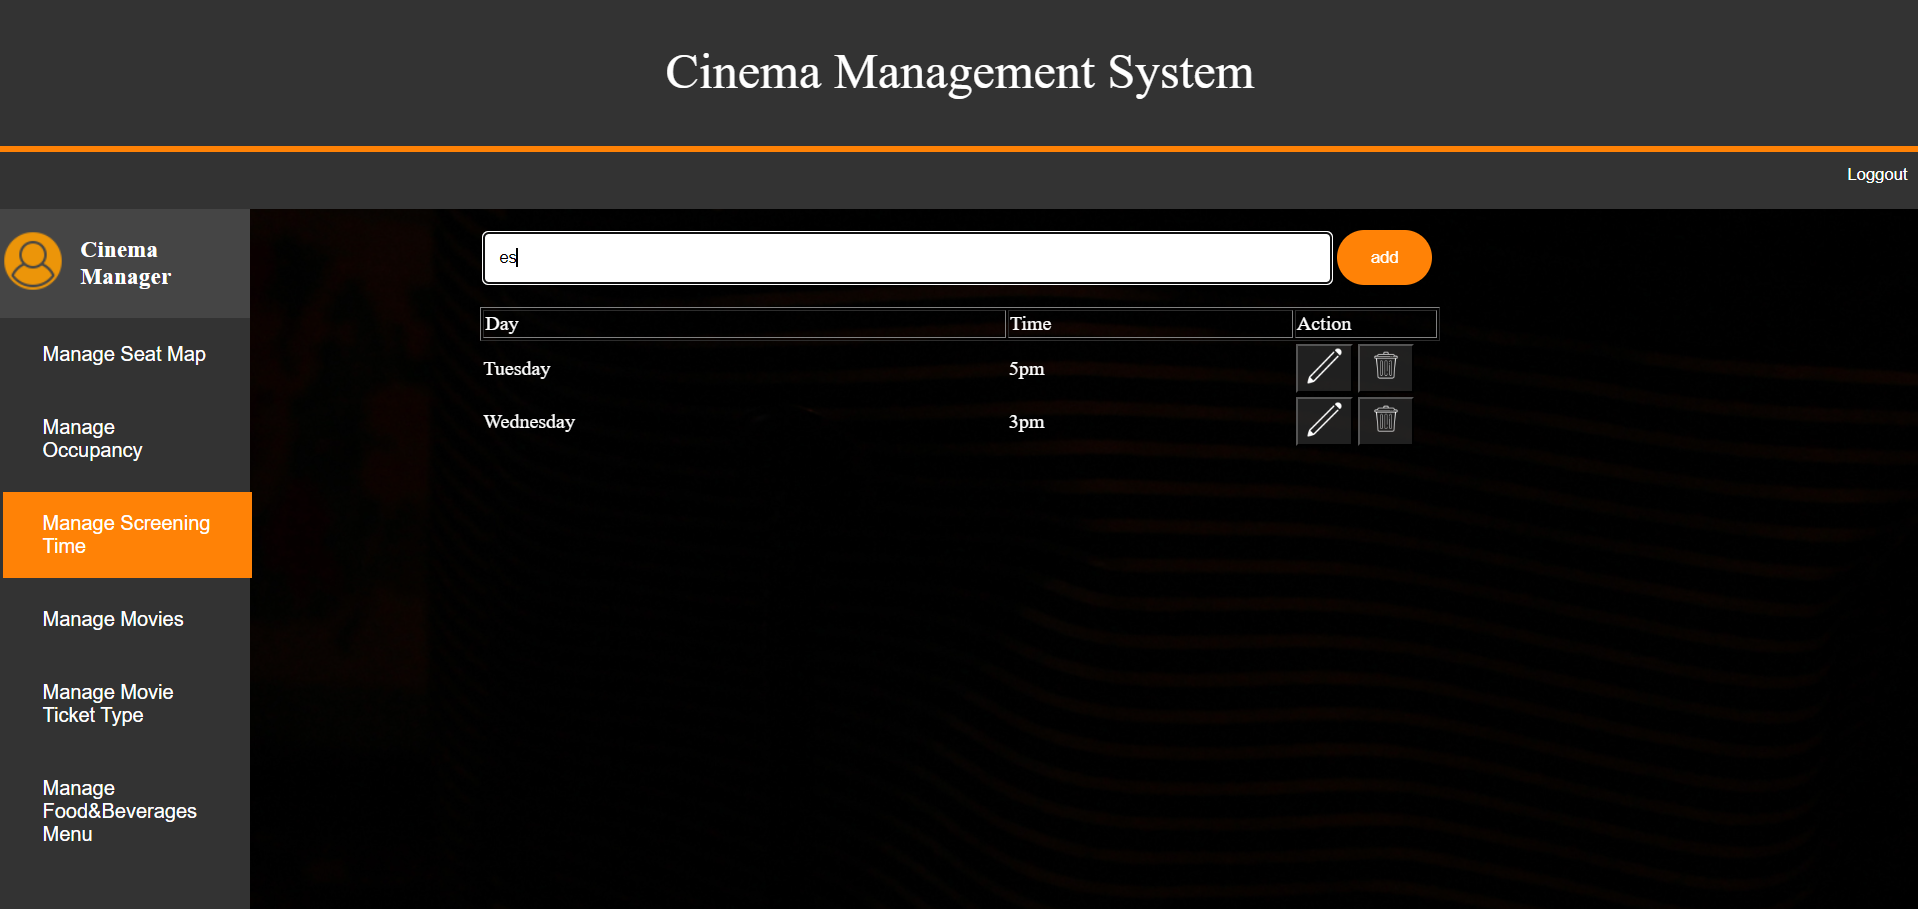 Cinema Management System
Loggout
Cinema
Manager
Manage Seat Map
Manage
Occupancy
Manage Screening
Time
Manage Movies
Manage Movie
Ticket Type
Manage
Food&Beverages
Menu
es
add
Day Time Action
Tuesday 5pm
Wednesday 3pm